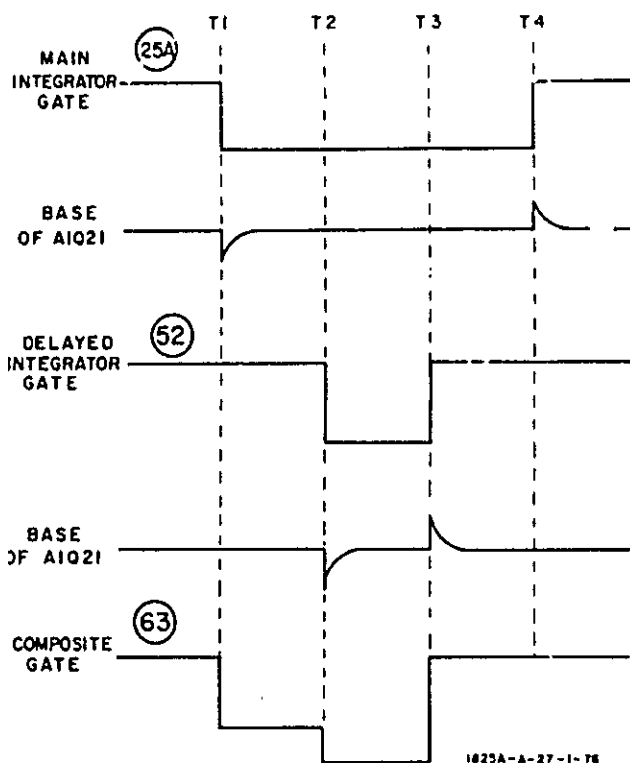 T1 T2 T3 T4
25A
MAIN
INTEGRATOR
GATE
BASE
OF A1Q21
52
DELAYED
INTEGRATOR
GATE
BASE
OF A1Q21
63
COMPOSITE
GATE
1825A-A-27-1-76